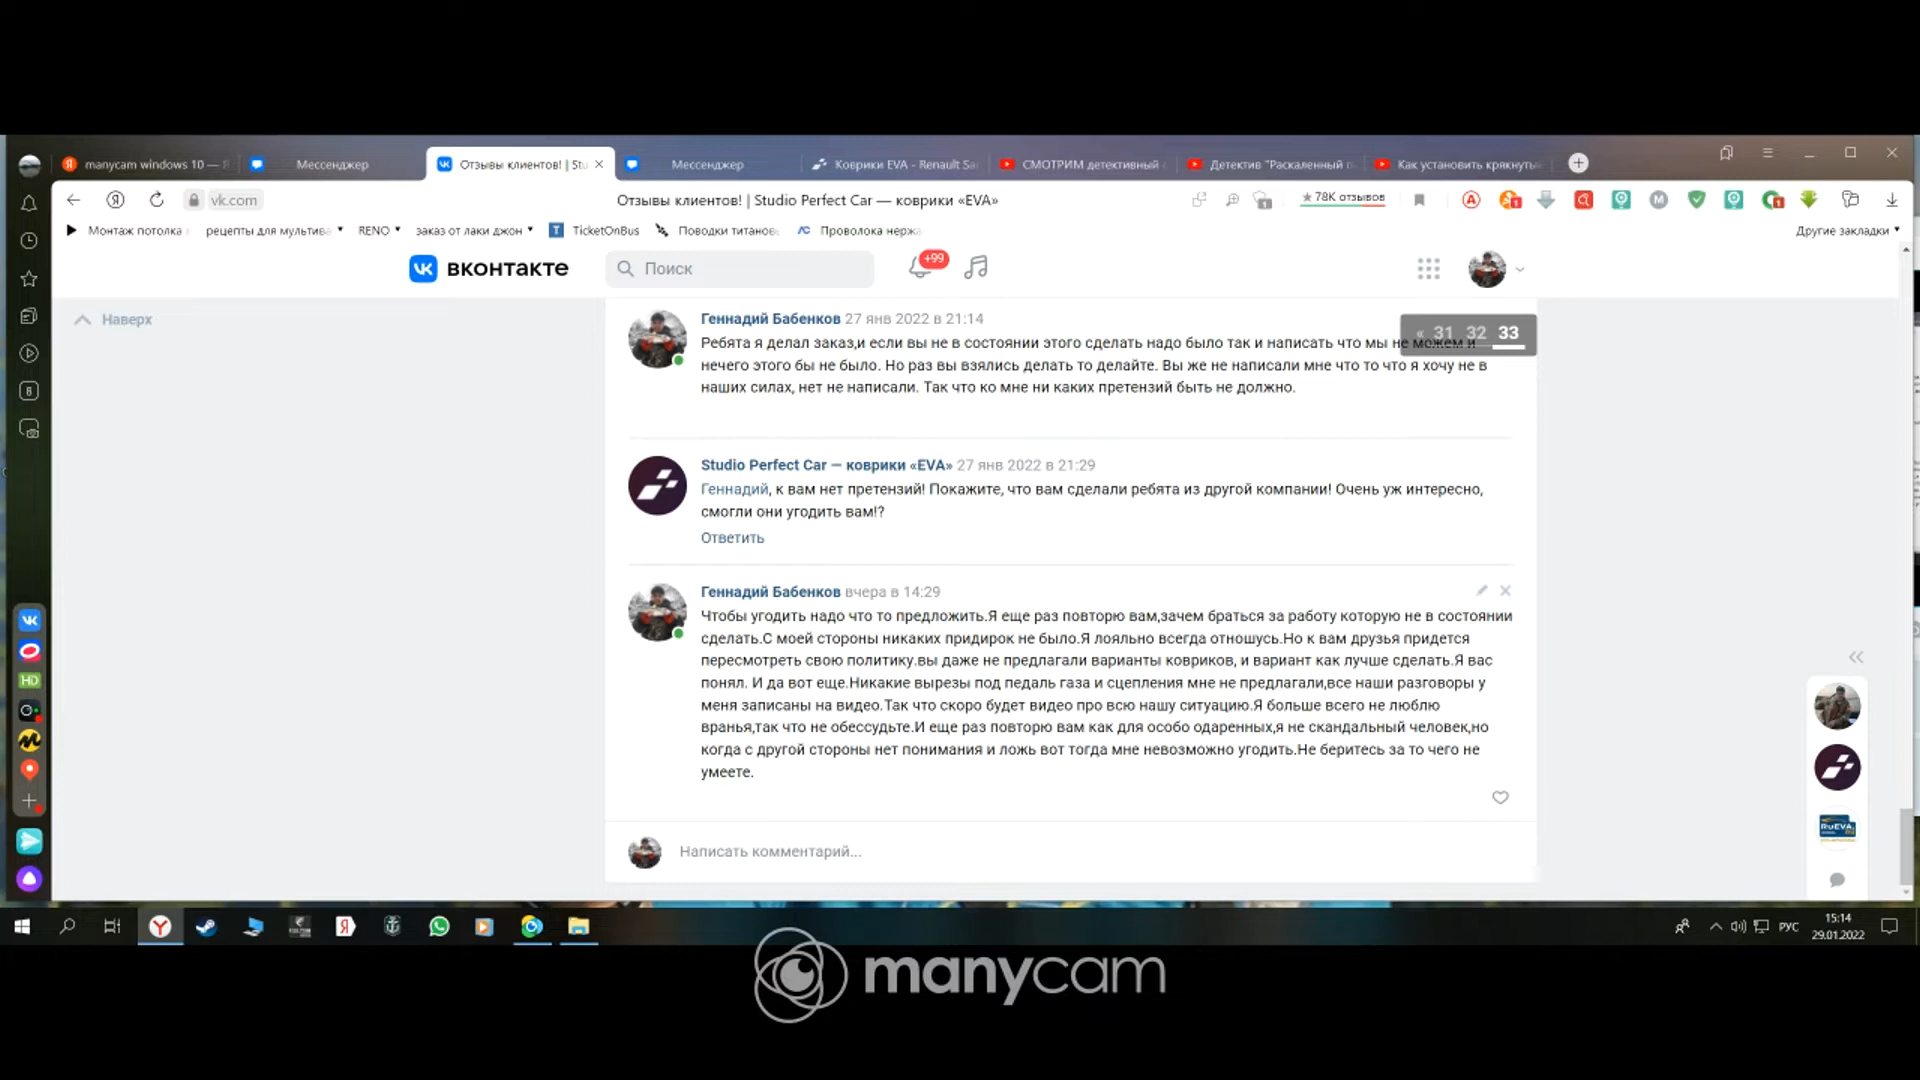 manycam windows 10 — Я
Мессенджер
Отзывы клиентов! | Stu
Мессенджер
Коврики EVA - Renault Sa
СМОТРИМ детективный
Детектив "Раскаленный п
Как установить крякнуты
vk.com
Отзывы клиентов! | Studio Perfect Car — коврики «EVA»
★ 78K отзывов
Монтаж потолка
рецепты для мультива
RENO
заказ от лаки джон
TicketOnBus
Поводки титанов
Проволока нержа
Другие закладки
вконтакте
Поиск
+99
Наверх
« 31 32 33
Геннадий Бабенков 27 янв 2022 в 21:14
Ребята я делал заказ,и если вы не в состоянии этого сделать надо было так и написать что мы не можем и
нечего этого бы не было. Но раз вы взялись делать то делайте. Вы же не написали мне что то что я хочу не в
наших силах, нет не написали. Так что ко мне ни каких претензий быть не должно.
Studio Perfect Car — коврики «EVA» 27 янв 2022 в 21:29
Геннадий, к вам нет претензий! Покажите, что вам сделали ребята из другой компании! Очень уж интересно,
смогли они угодить вам!?
Ответить
Геннадий Бабенков вчера в 14:29
Чтобы угодить надо что то предложить.Я еще раз повторю вам,зачем браться за работу которую не в состоянии
сделать.С моей стороны никаких придирок не было.Я лояльно всегда отношусь.Но к вам друзья придется
пересмотреть свою политику.вы даже не предлагали варианты ковриков, и вариант как лучше сделать.Я вас
понял. И да вот еще.Никакие вырезы под педаль газа и сцепления мне не предлагали,все наши разговоры у
меня записаны на видео.Так что скоро будет видео про всю нашу ситуацию.Я больше всего не люблю
вранья,так что не обессудьте.И еще раз повторю вам как для особо одаренных,я не скандальный человек,но
когда с другой стороны нет понимания и ложь вот тогда мне невозможно угодить.Не беритесь за то чего не
умеете.
Написать комментарий...
HD
RuEVA
РУС
15:14
29.01.2022
manycam